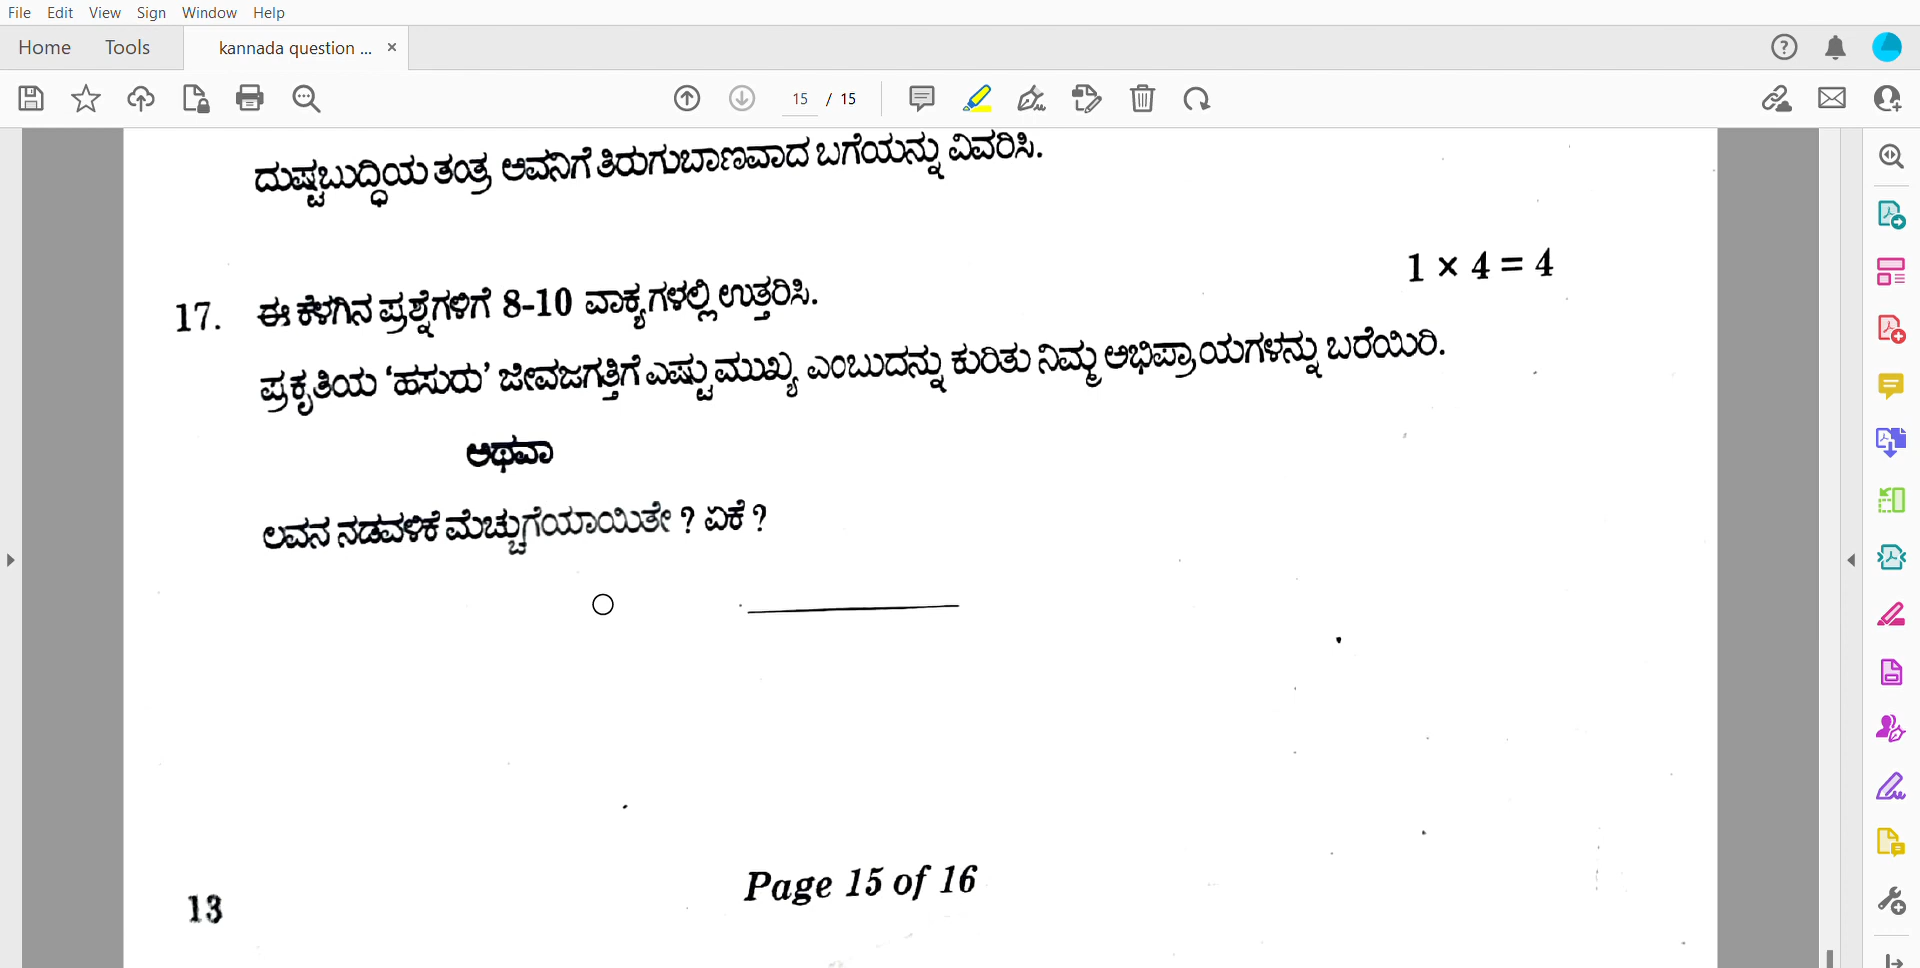 File Edit View Sign Window Help
Home Tools kannada question ... ×
15 / 15
ದುಷ್ಟಬುದ್ಧಿಯ ತಂತ್ರ ಅವನಿಗೆ ತಿರುಗುಬಾಣವಾದ ಬಗೆಯನ್ನು ವಿವರಿಸಿ.
1 × 4 = 4
17. ಈ ಕೆಳಗಿನ ಪ್ರಶ್ನೆಗಳಿಗೆ 8-10 ವಾಕ್ಯಗಳಲ್ಲಿ ಉತ್ತರಿಸಿ.
ಪ್ರಕೃತಿಯ ‘ಹಸುರು’ ಜೀವಜಗತ್ತಿಗೆ ಎಷ್ಟು ಮುಖ್ಯ ಎಂಬುದನ್ನು ಕುರಿತು ನಿಮ್ಮ ಅಭಿಪ್ರಾಯಗಳನ್ನು ಬರೆಯಿರಿ.
ಅಥವಾ
ಲವನ ನಡವಳಿಕೆ ಮೆಚ್ಚುಗೆಯಾಯಿತೇ ? ಏಕೆ ?
Page 15 of 16
13